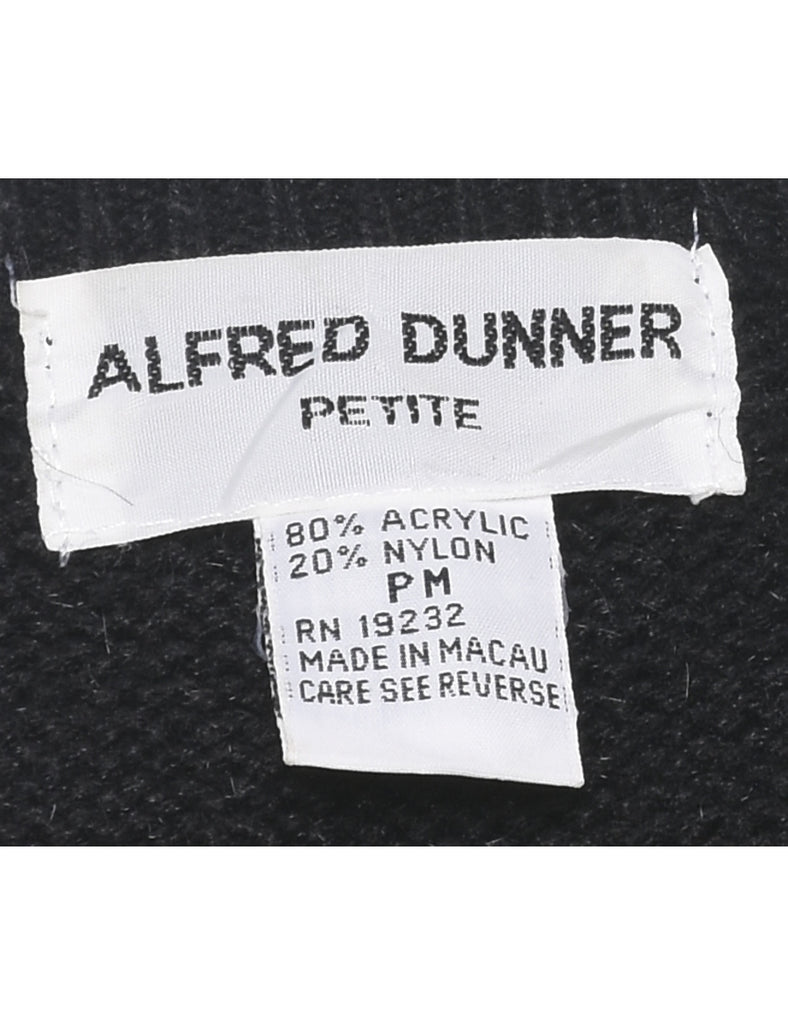 ALFRED DUNNER
PETITE
80% ACRYLIC
20% NYLON
PM
RN 19232
MADE IN MACAU
CARE SEE REVERSE